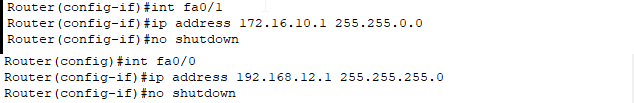 Router(config-if)#int fa0/1
Router(config-if)#ip address 172.16.10.1 255.255.0.0
Router(config-if)#no shutdown
Router(config)#int fa0/0
Router(config-if)#ip address 192.168.12.1 255.255.255.0
Router(config-if)#no shutdown